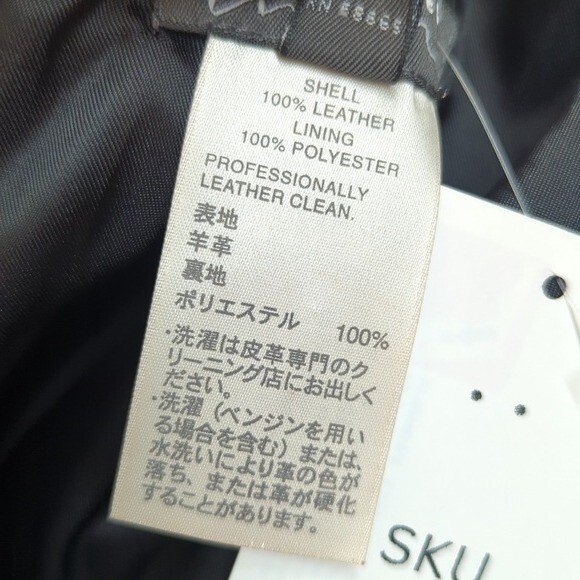 SHELL
100% LEATHER
LINING
100% POLYESTER
PROFESSIONALLY
LEATHER CLEAN.
表地
羊革
裏地
ポリエステル 100%
・洗濯は皮革専門のク
リーニング店にお出しく
ださい。
・洗濯（ベンジンを用い
る場合を含む）または、
水洗いにより革の色が
落ち、または革が硬化
することがあります。
SKU